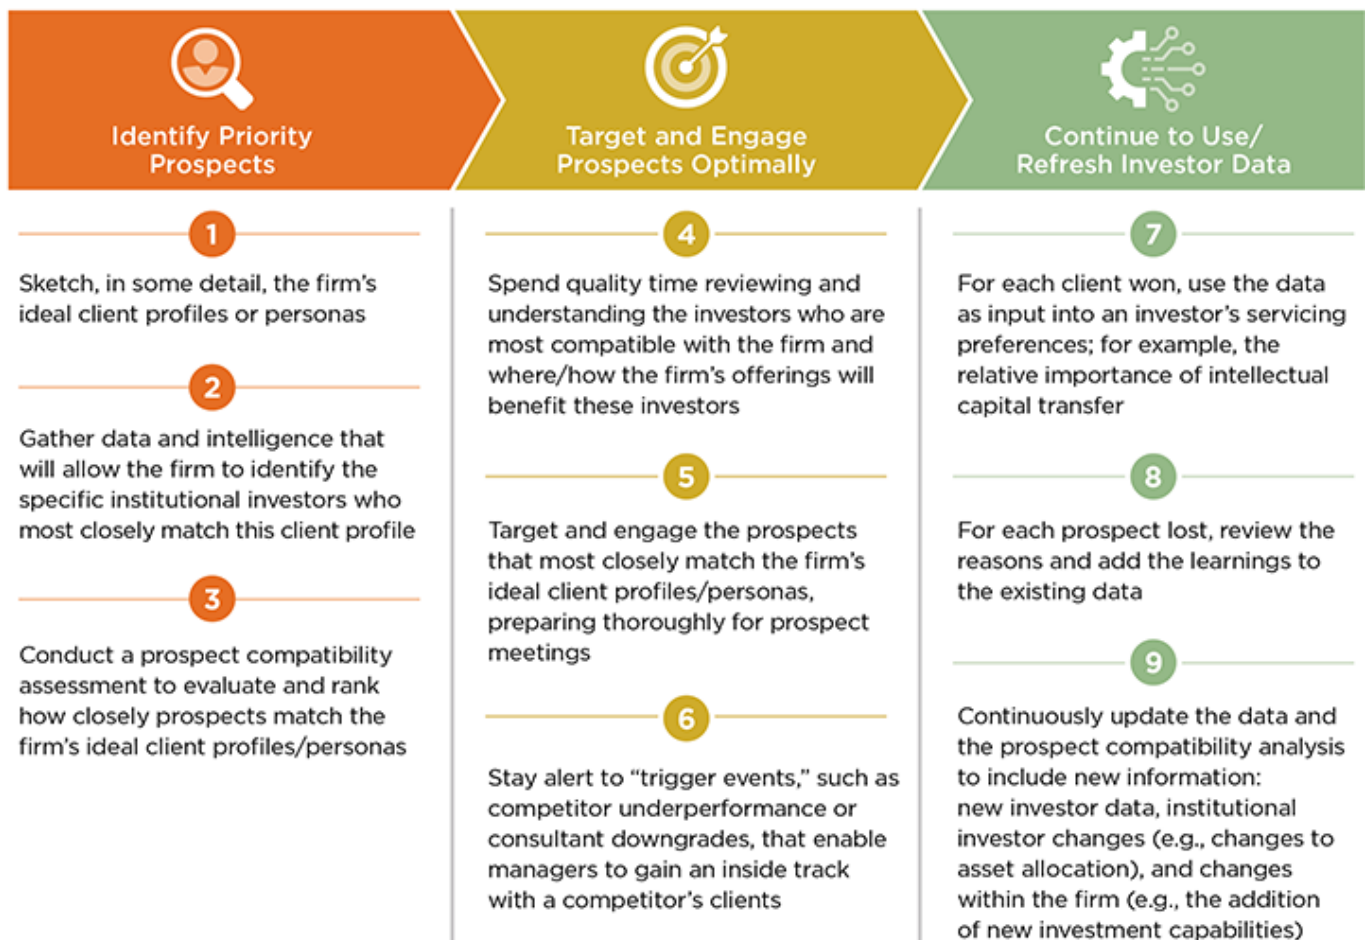 Identify Priority
Prospects
Target and Engage
Prospects Optimally
Continue to Use/
Refresh Investor Data
1
Sketch, in some detail, the firm's
ideal client profiles or personas
2
Gather data and intelligence that
will allow the firm to identify the
specific institutional investors who
most closely match this client profile
3
Conduct a prospect compatibility
assessment to evaluate and rank
how closely prospects match the
firm's ideal client profiles/personas
4
Spend quality time reviewing and
understanding the investors who are
most compatible with the firm and
where/how the firm's offerings will
benefit these investors
5
Target and engage the prospects
that most closely match the firm's
ideal client profiles/personas,
preparing thoroughly for prospect
meetings
6
Stay alert to “trigger events,” such as
competitor underperformance or
consultant downgrades, that enable
managers to gain an inside track
with a competitor's clients
7
For each client won, use the data
as input into an investor's servicing
preferences; for example, the
relative importance of intellectual
capital transfer
8
For each prospect lost, review the
reasons and add the learnings to
the existing data
9
Continuously update the data and
the prospect compatibility analysis
to include new information:
new investor data, institutional
investor changes (e.g., changes to
asset allocation), and changes
within the firm (e.g., the addition
of new investment capabilities)